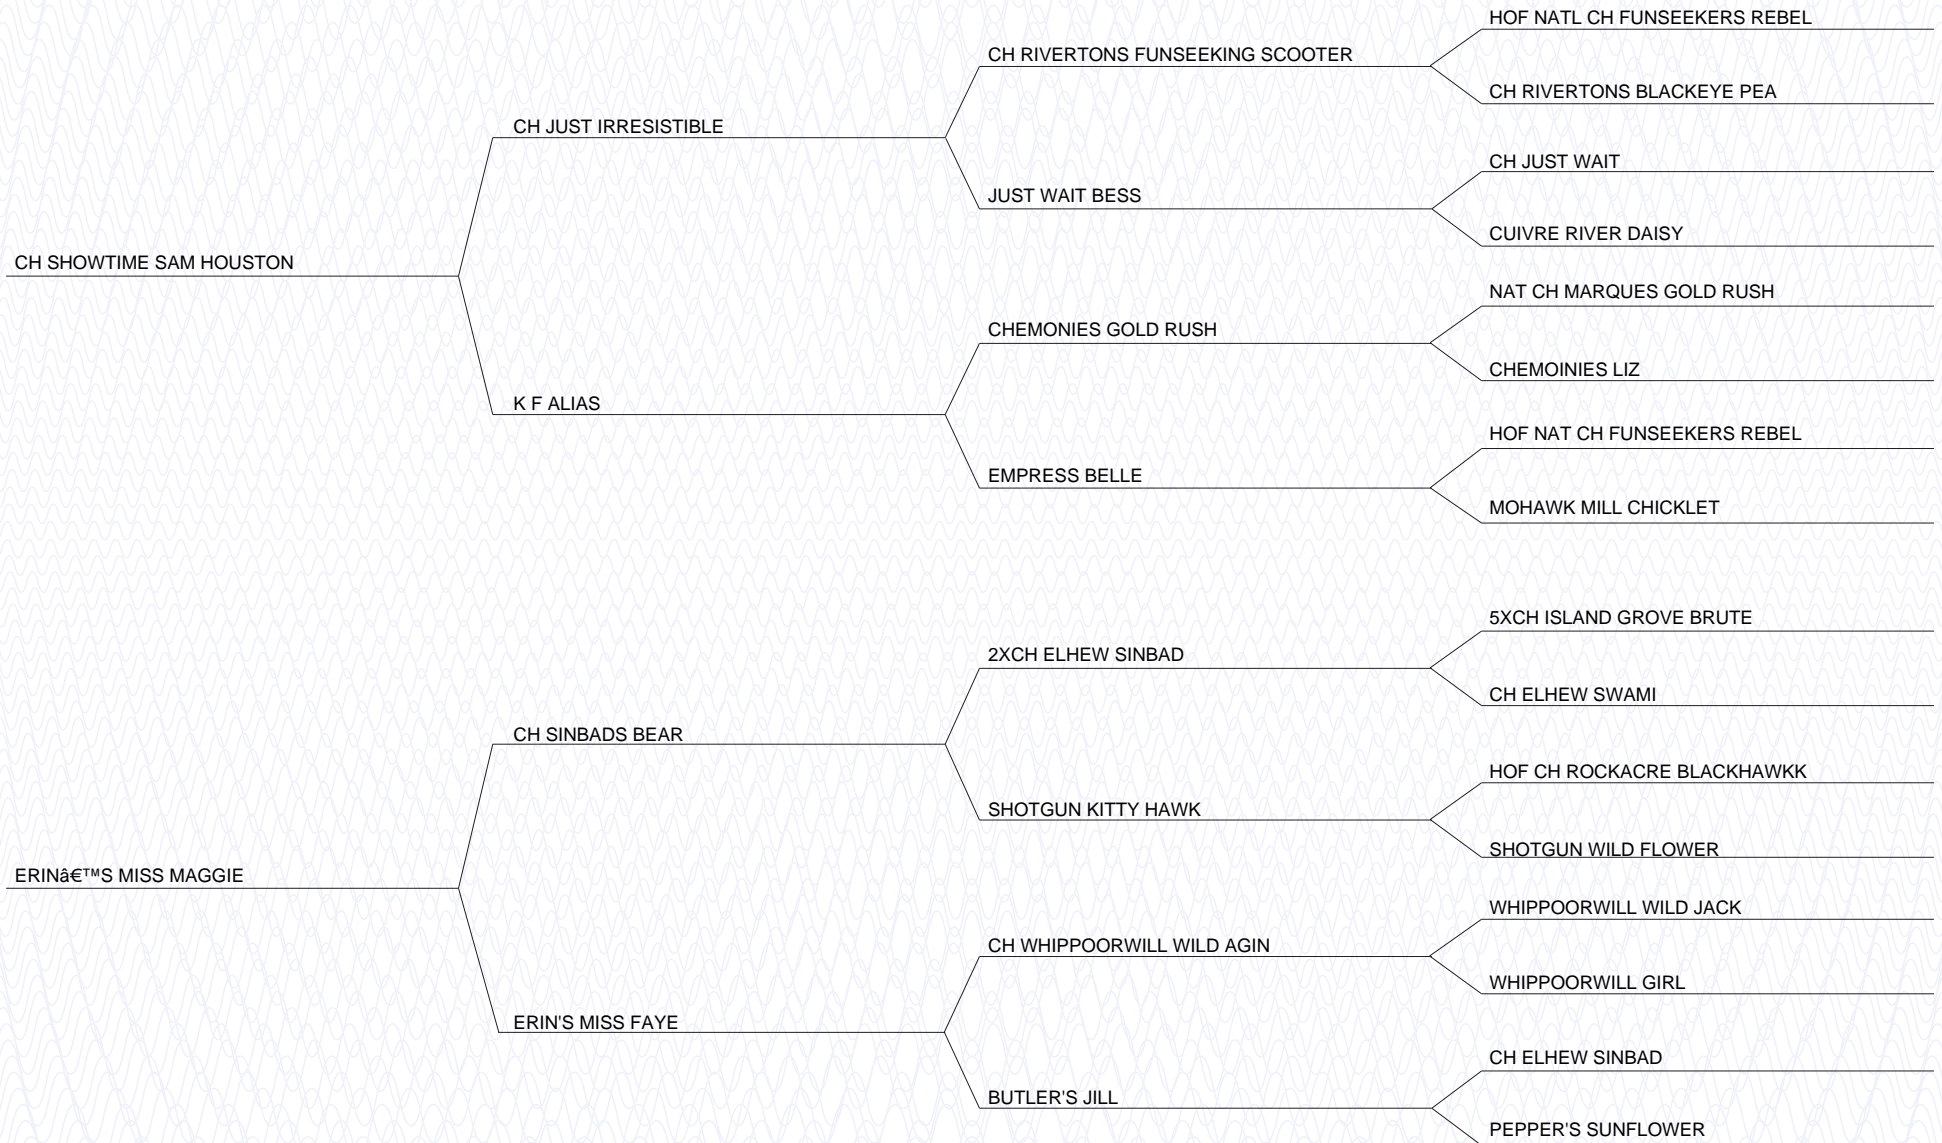 HOF NATL CH FUNSEEKERS REBEL
CH RIVERTONS FUNSEEKING SCOOTER
CH RIVERTONS BLACKEYE PEA
CH JUST IRRESISTIBLE
CH JUST WAIT
JUST WAIT BESS
CUIVRE RIVER DAISY
CH SHOWTIME SAM HOUSTON
NAT CH MARQUES GOLD RUSH
CHEMONIES GOLD RUSH
CHEMOINIES LIZ
K F ALIAS
HOF NAT CH FUNSEEKERS REBEL
EMPRESS BELLE
MOHAWK MILL CHICKLET
5XCH ISLAND GROVE BRUTE
2XCH ELHEW SINBAD
CH ELHEW SWAMI
CH SINBADS BEAR
HOF CH ROCKACRE BLACKHAWKK
SHOTGUN KITTY HAWK
SHOTGUN WILD FLOWER
ERINâ€™S MISS MAGGIE
WHIPPOORWILL WILD JACK
CH WHIPPOORWILL WILD AGIN
WHIPPOORWILL GIRL
ERIN'S MISS FAYE
CH ELHEW SINBAD
BUTLER'S JILL
PEPPER'S SUNFLOWER